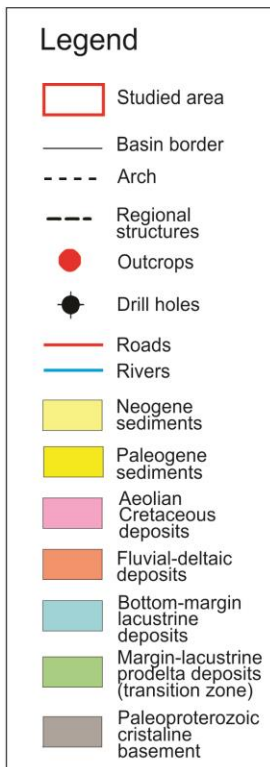 Legend
Studied area
Basin border
Arch
Regional
structures
Outcrops
Drill holes
Roads
Rivers
Neogene
sediments
Paleogene
sediments
Aeolian
Cretaceous
deposits
Fluvial-deltaic
deposits
Bottom-margin
lacustrine
deposits
Margin-lacustrine
prodelta deposits
(transition zone)
Paleoproterozoic
cristaline
basement